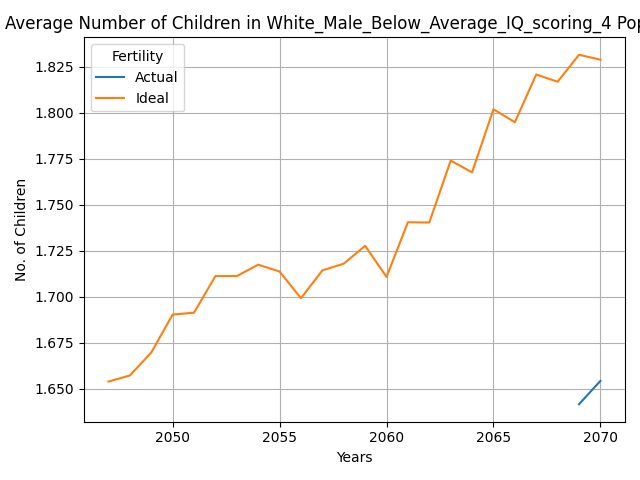 Average Number of Children in White_Male_Below_Average_IQ_scoring_4 Pop
Fertility
Actual
Ideal
1.825
1.800
1.775
1.750
1.725
1.700
1.675
1.650
No. of Children
2050 2055 2060 2065 2070
Years